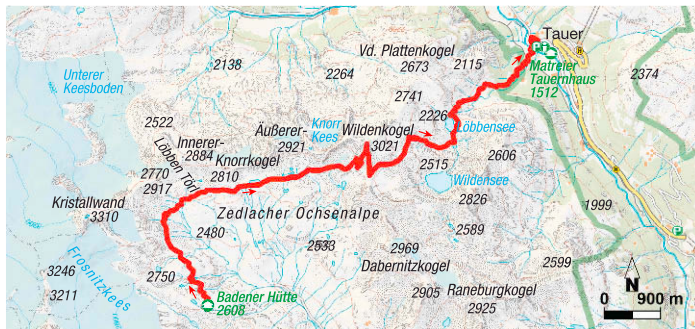 Tauer
P
Vd. Plattenkogel
2673
2115
2138
2264
Matreier
Tauernhaus
1512
2374
Unterer
Keesboden
2741
2226
2522
Knorr
Kees
Äußerer-
2921
Wildenkogel
3021
Löbbensee
Innerer-
2884
Knorrkogel
2810
Löbben Törl
2770
2917
2515
2606
Wildensee
2826
1999
Kristallwand
3310
Zedlacher Ochsenalpe
2480
2533
2589
P
2969
Dabernitzkogel
2599
Frosnitzkees
3246
3211
2750
Badener Hütte
2608
2905
Raneburgkogel
2925
N
0 900 m